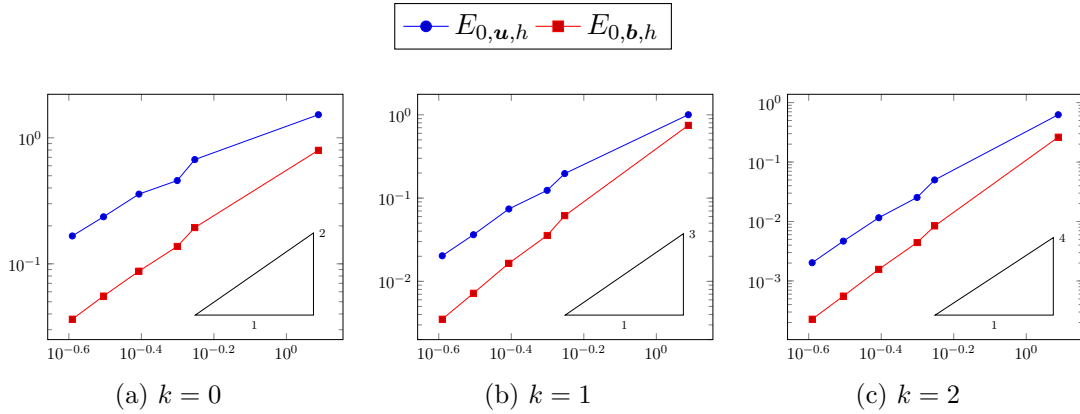 E_{0,u,h} E_{0,b,h}
10^0
10^{-1}
2
1
10^{-0.6} 10^{-0.4} 10^{-0.2} 10^0
(a) k = 0
10^0
10^{-1}
10^{-2}
3
1
10^{-0.6} 10^{-0.4} 10^{-0.2} 10^0
(b) k = 1
10^0
10^{-1}
10^{-2}
10^{-3}
4
1
10^{-0.6} 10^{-0.4} 10^{-0.2} 10^0
(c) k = 2